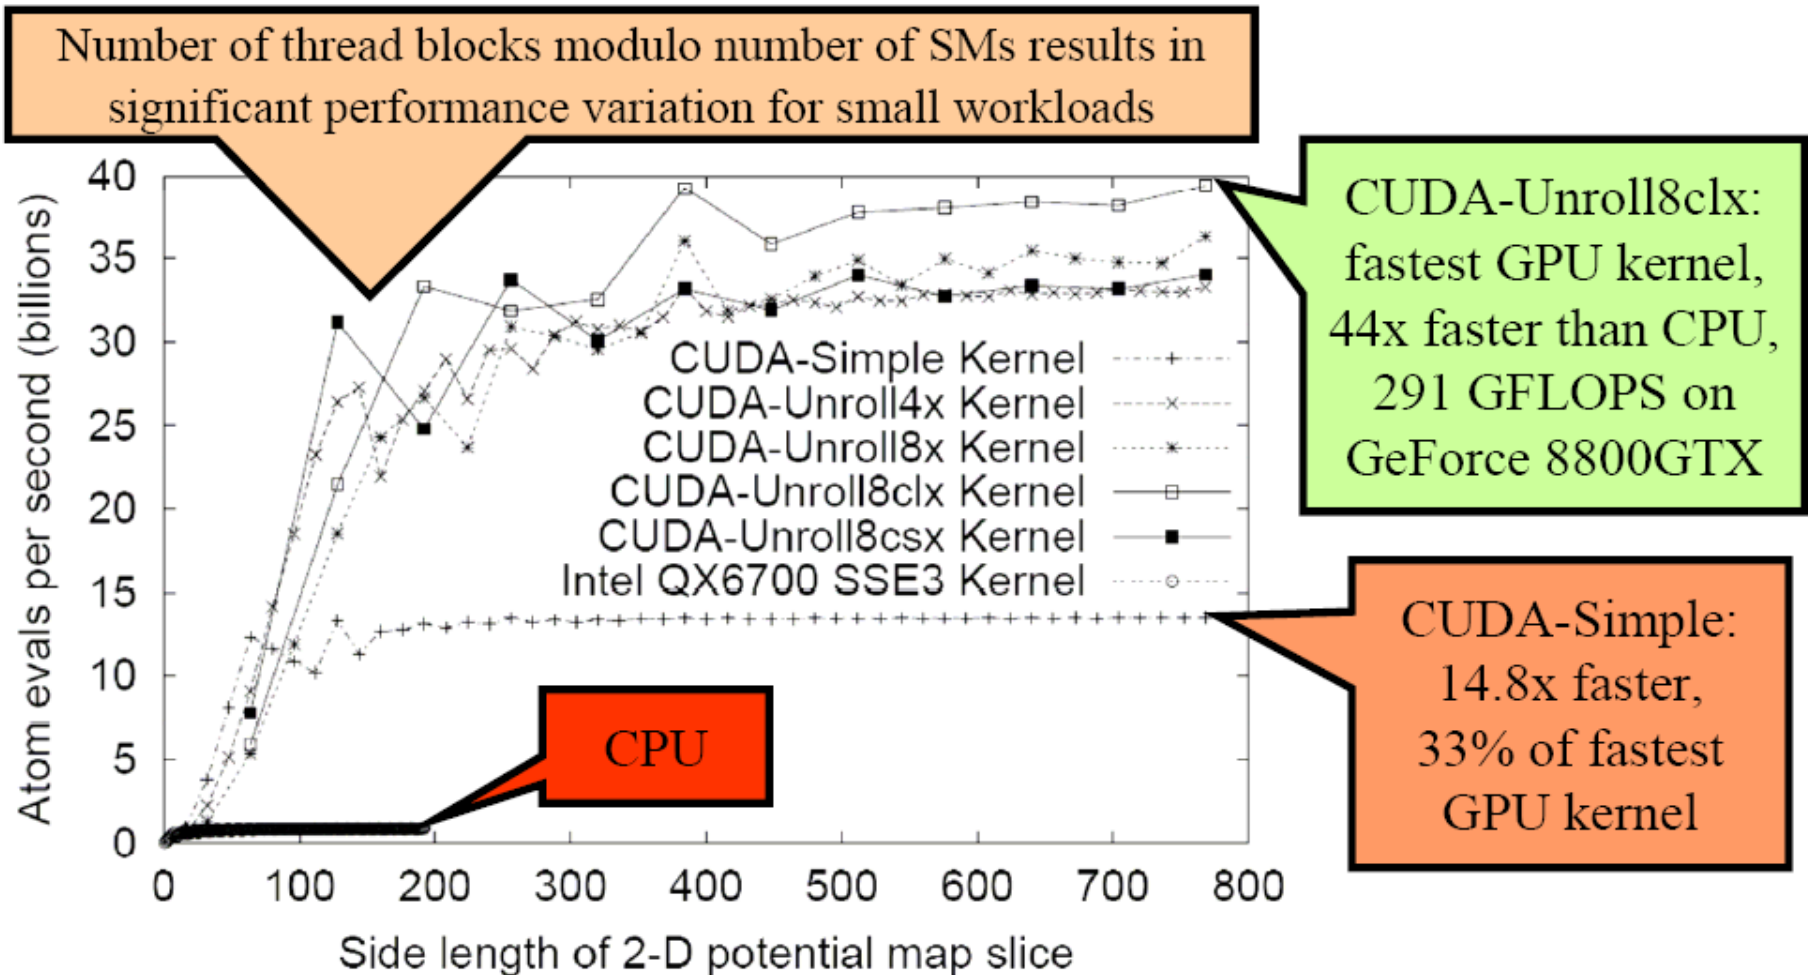 Number of thread blocks modulo number of SMs results in
significant performance variation for small workloads
CUDA-Unroll8clx:
fastest GPU kernel,
44x faster than CPU,
291 GFLOPS on
GeForce 8800GTX
CUDA-Simple:
14.8x faster,
33% of fastest
GPU kernel
CPU
Atom evals per second (billions)
40
35
30
25
20
15
10
5
0
CUDA-Simple Kernel
CUDA-Unroll4x Kernel
CUDA-Unroll8x Kernel
CUDA-Unroll8clx Kernel
CUDA-Unroll8csx Kernel
Intel QX6700 SSE3 Kernel
0 100 200 300 400 500 600 700 800
Side length of 2-D potential map slice